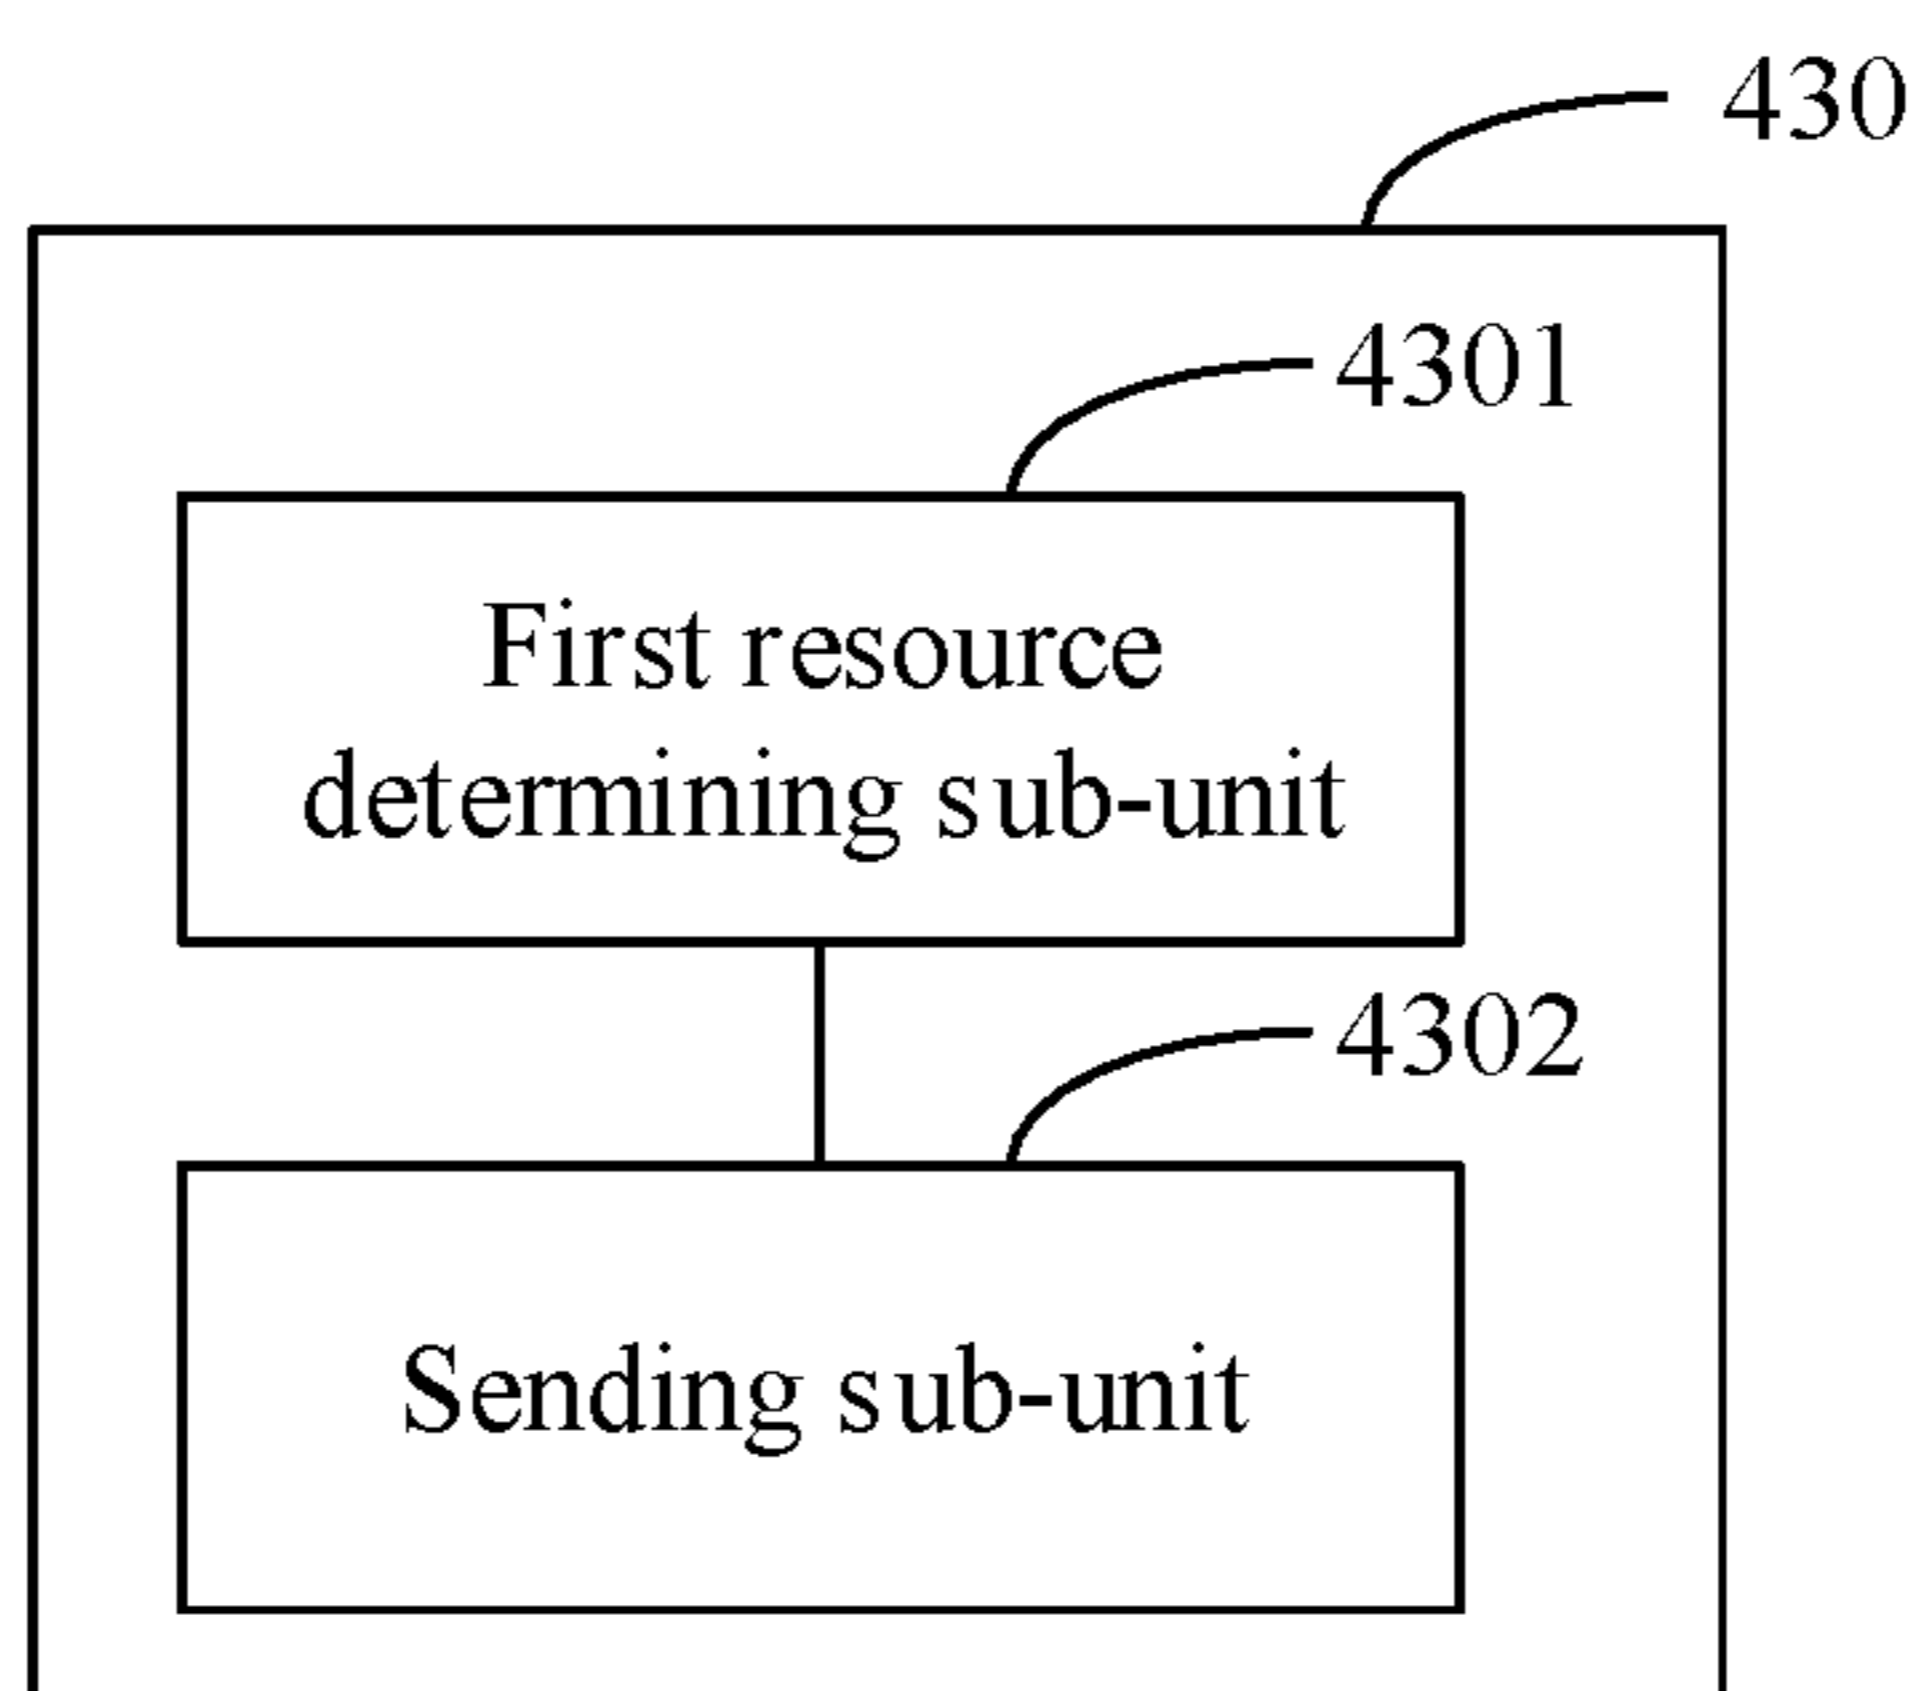 430
4301
First resource
determining sub-unit
4302
Sending sub-unit